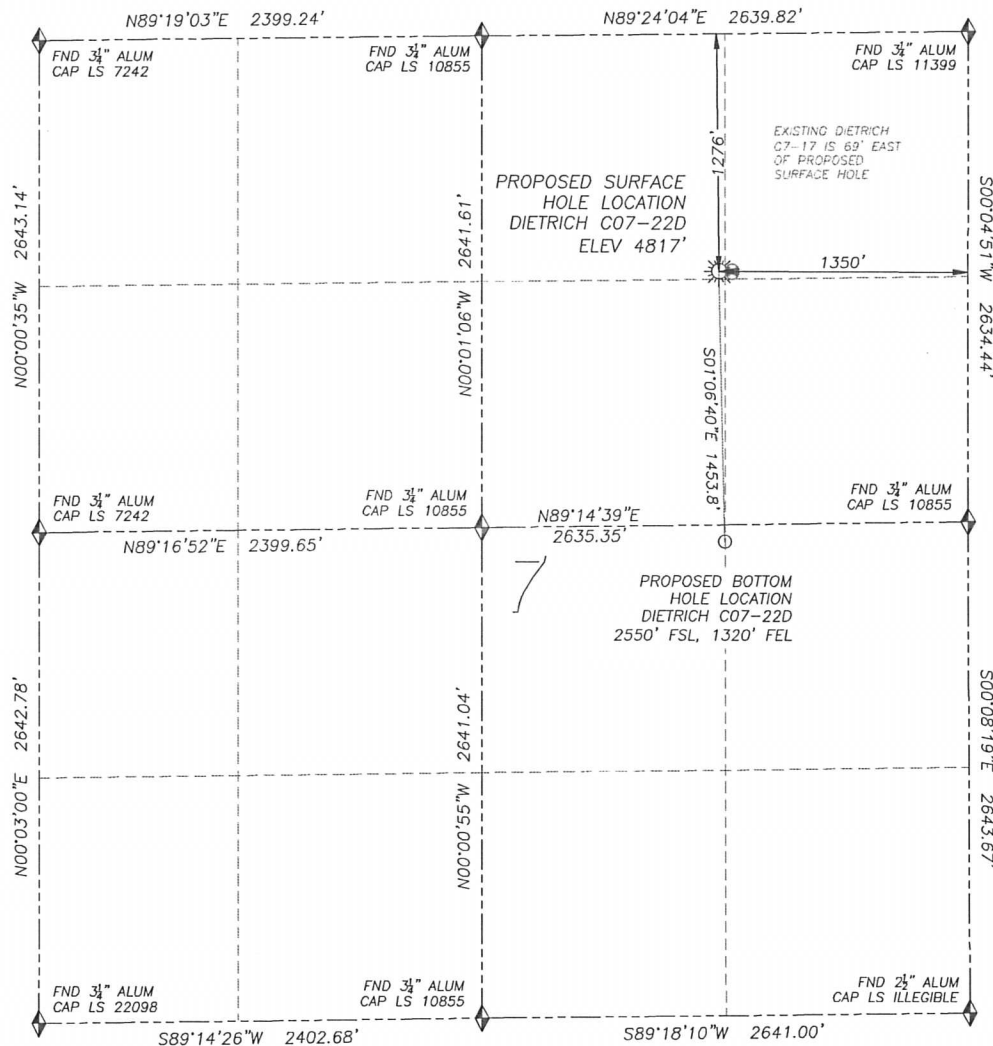 N89°19'03"E 2399.24'
N89°24'04"E 2639.82'
FND 3¼" ALUM
CAP LS 7242
FND 3¼" ALUM
CAP LS 10855
FND 3¼" ALUM
CAP LS 11399
1276'
EXISTING DIETRICH
C7-17 IS 69' EAST
OF PROPOSED
SURFACE HOLE
PROPOSED SURFACE
HOLE LOCATION
DIETRICH C07-22D
ELEV 4817'
1350'
N00°00'35"W 2643.14'
N00°01'06"W 2641.61'
S00°04'51"W 2634.44'
S01°06'40"E 1453.8'
FND 3¼" ALUM
CAP LS 7242
FND 3¼" ALUM
CAP LS 10855
FND 3¼" ALUM
CAP LS 10855
N89°16'52"E 2399.65'
N89°14'39"E
2635.35'
7
PROPOSED BOTTOM
HOLE LOCATION
DIETRICH C07-22D
2550' FSL, 1320' FEL
N00°03'00"E 2642.78'
N00°00'55"W 2641.04'
S00°08'19"E 2643.67'
FND 3¼" ALUM
CAP LS 22098
FND 3¼" ALUM
CAP LS 10855
FND 2½" ALUM
CAP LS ILLEGIBLE
S89°14'26"W 2402.68'
S89°18'10"W 2641.00'